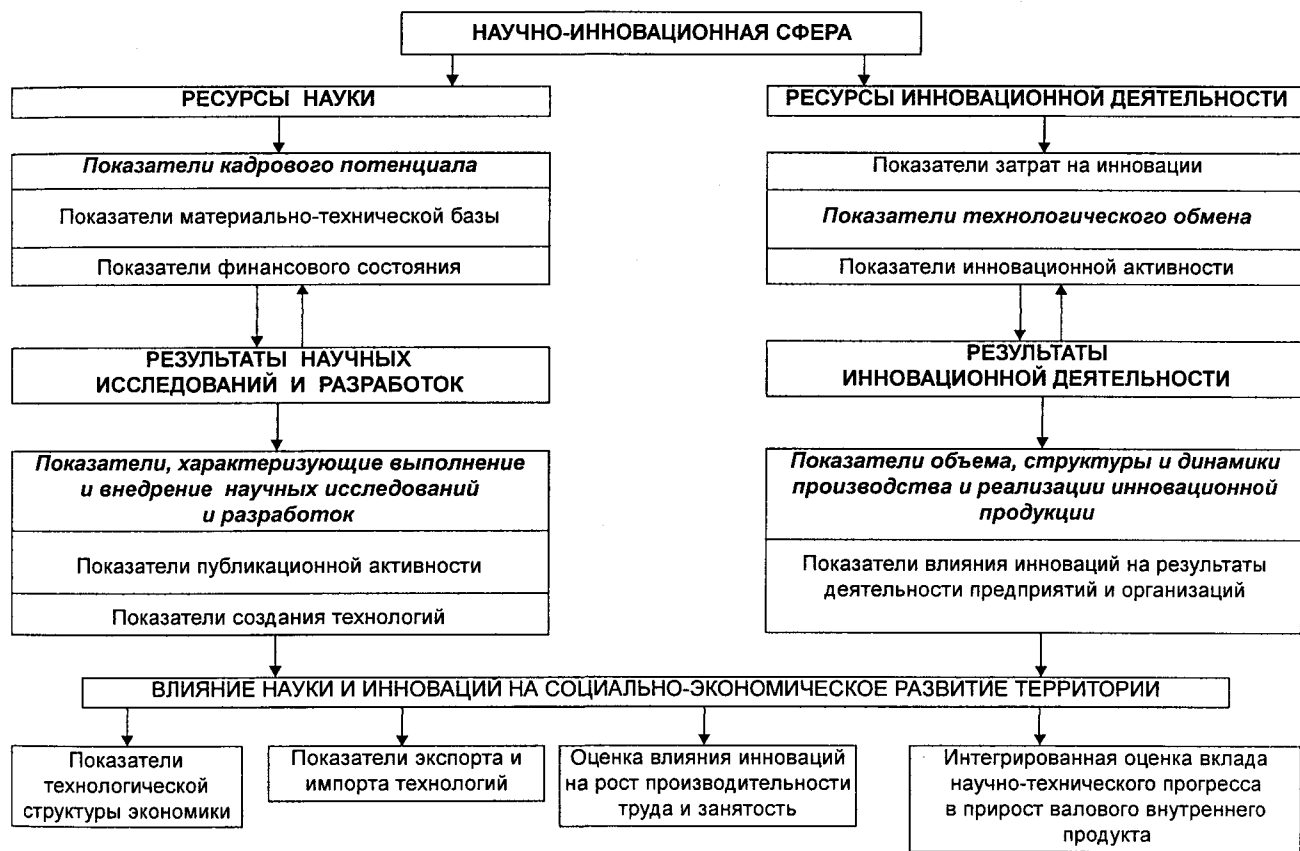 НАУЧНО-ИННОВАЦИОННАЯ СФЕРА
РЕСУРСЫ НАУКИ
Показатели кадрового потенциала
Показатели материально-технической базы
Показатели финансового состояния
РЕЗУЛЬТАТЫ НАУЧНЫХ
ИССЛЕДОВАНИЙ И РАЗРАБОТОК
Показатели, характеризующие выполнение
и внедрение научных исследований
и разработок
Показатели публикационной активности
Показатели создания технологий
РЕСУРСЫ ИННОВАЦИОННОЙ ДЕЯТЕЛЬНОСТИ
Показатели затрат на инновации
Показатели технологического обмена
Показатели инновационной активности
РЕЗУЛЬТАТЫ
ИННОВАЦИОННОЙ ДЕЯТЕЛЬНОСТИ
Показатели объема, структуры и динамики
производства и реализации инновационной
продукции
Показатели влияния инноваций на результаты
деятельности предприятий и организаций
ВЛИЯНИЕ НАУКИ И ИННОВАЦИЙ НА СОЦИАЛЬНО-ЭКОНОМИЧЕСКОЕ РАЗВИТИЕ ТЕРРИТОРИИ
Показатели
технологической
структуры экономики
Показатели экспорта и
импорта технологий
Оценка влияния инноваций
на рост производительности
труда и занятость
Интегрированная оценка вклада
научно-технического прогресса
в прирост валового внутреннего
продукта